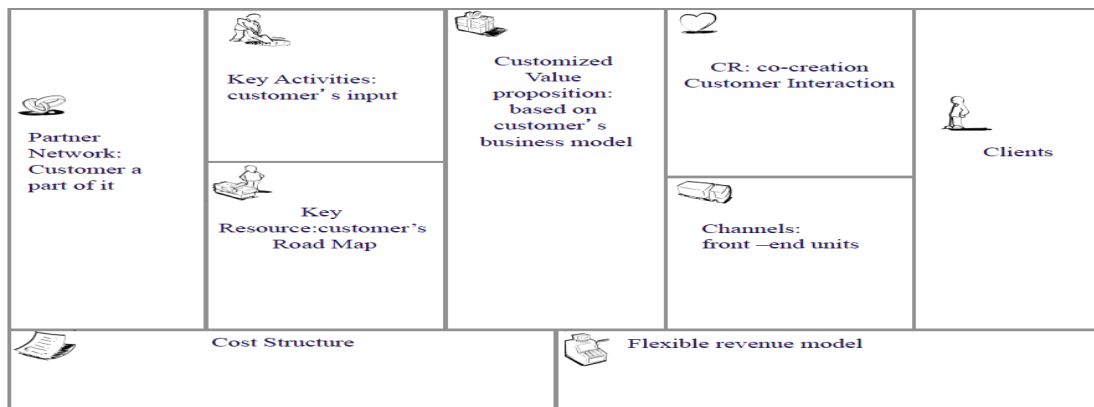 Partner
Network:
Customer a
part of it
Key Activities:
customer’s input
Key
Resource:customer’s
Road Map
Customized
Value
proposition:
based on
customer’s
business model
CR: co-creation
Customer Interaction
Channels:
front –end units
Clients
Cost Structure
Flexible revenue model